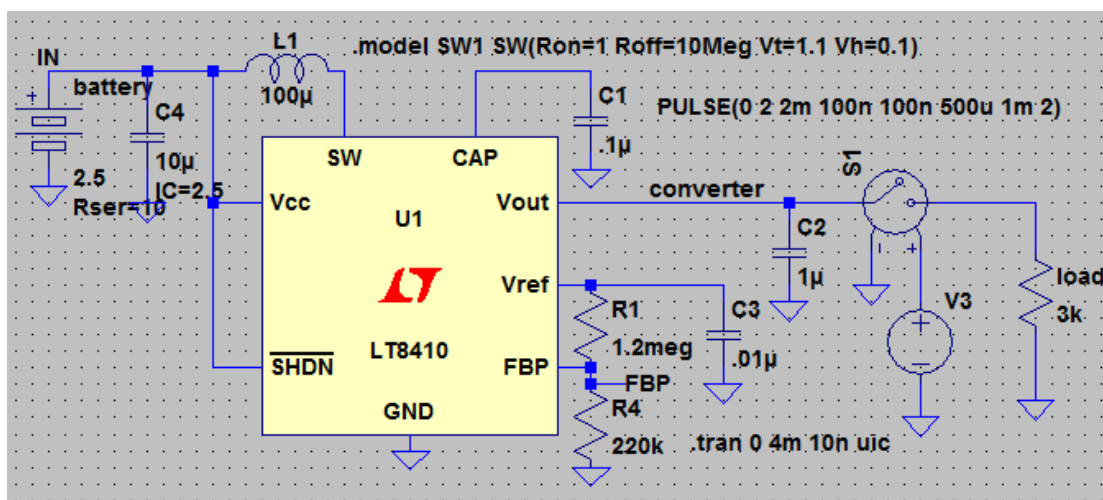 L1
.model SW1 SW(Ron=1 Roff=10Meg Vt=1.1 Vh=0.1)
IN
battery
100µ
C1
PULSE(0 2 2m 100n 100n 500u 1m 2)
C4
.1µ
10µ
IC=2.5
SW
CAP
S1
2.5
Rser=10
Vcc
U1
Vout
converter
C2
1µ
Vref
R1
1.2meg
C3
.01µ
V3
load
3k
SHDN
LT8410
FBP
FBP
GND
R4
220k
.tran 0 4m 10n uic